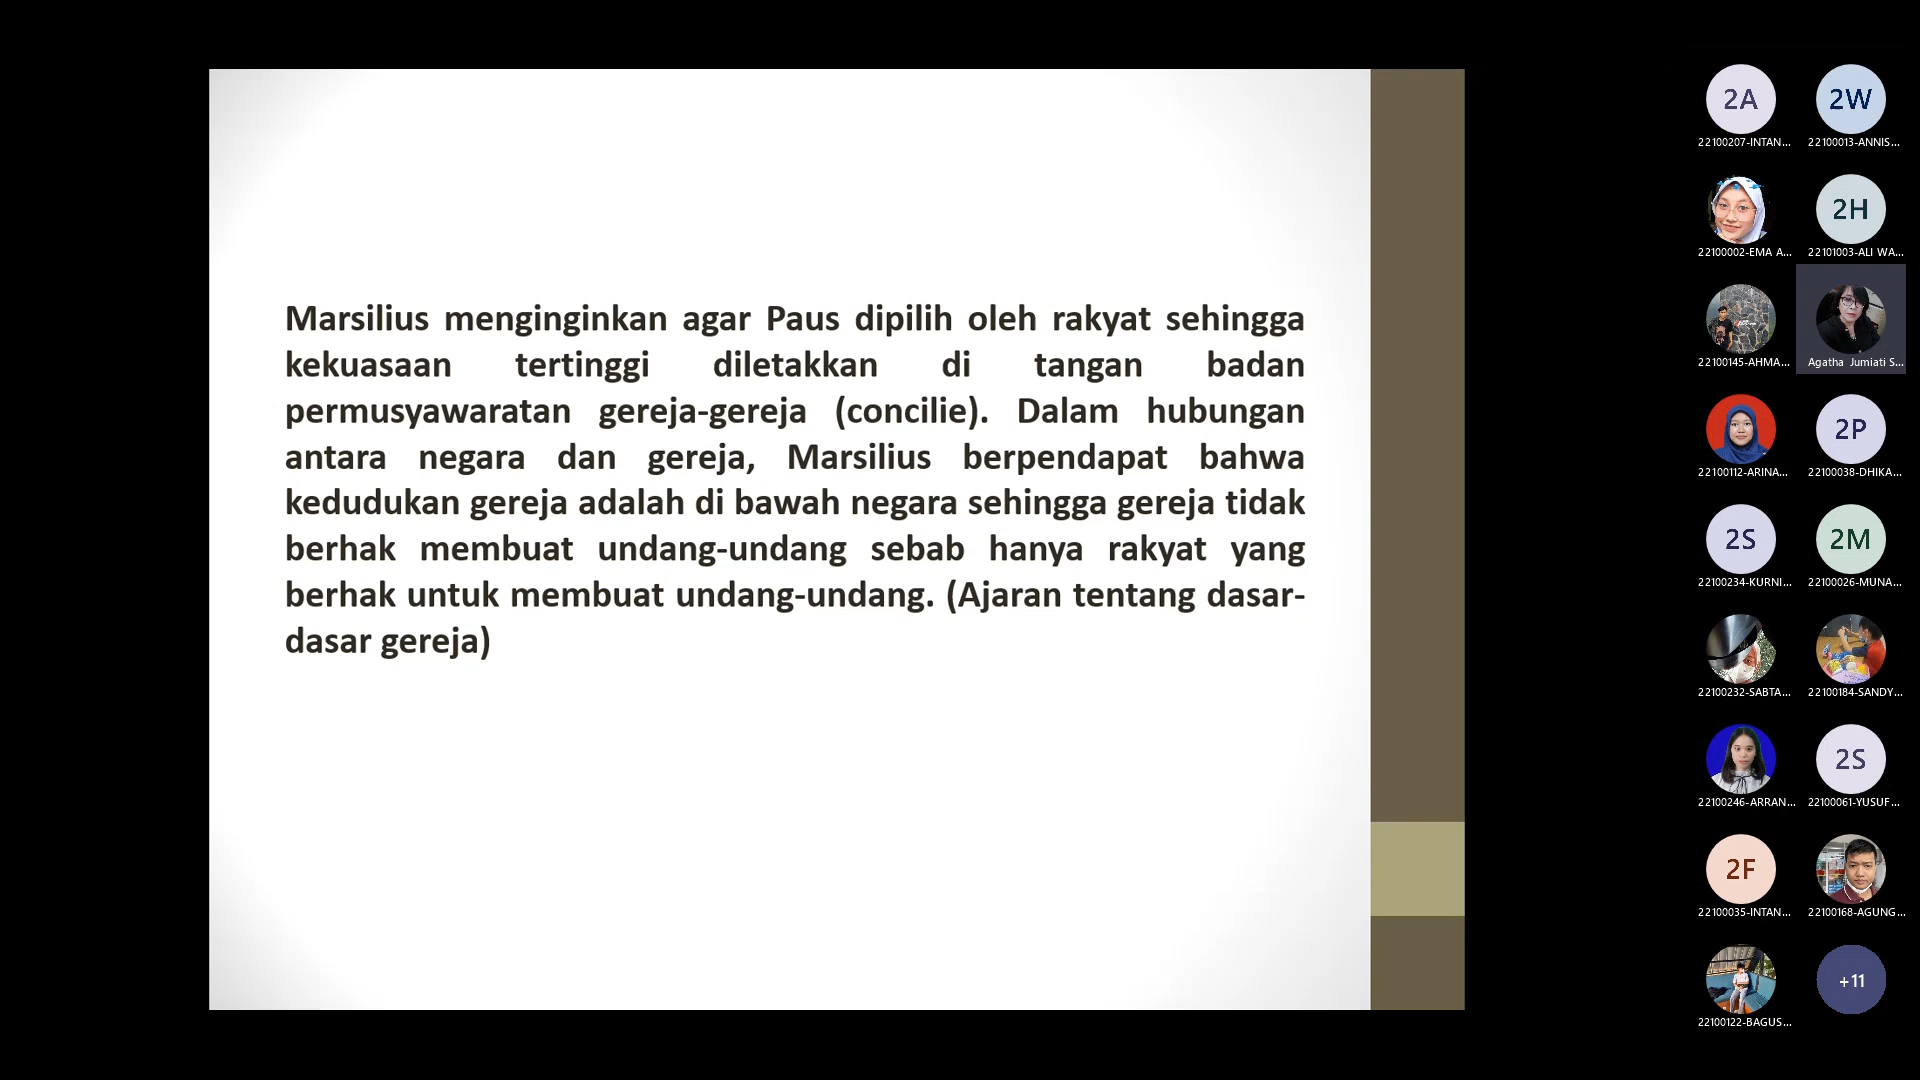 Marsilius menginginkan agar Paus dipilih oleh rakyat sehingga
kekuasaan tertinggi diletakkan di tangan badan
permusyawaratan gereja-gereja (concilie). Dalam hubungan
antara negara dan gereja, Marsilius berpendapat bahwa
kedudukan gereja adalah di bawah negara sehingga gereja tidak
berhak membuat undang-undang sebab hanya rakyat yang
berhak untuk membuat undang-undang. (Ajaran tentang dasar-
dasar gereja)
2A 2W
22100207-INTAN... 22100013-ANNIS...
2H
22100002-EMA A... 22101003-ALI WA...
22100145-AHMA... Agatha Jumiati S...
2P
22100112-ARINA... 22100038-DHIKA...
2S 2M
22100234-KURNI... 22100026-MUNA...
22100232-SABTA... 22100184-SANDY...
2S
22100246-ARRAN... 22100061-YUSUF...
2F
22100035-INTAN... 22100168-AGUNG...
+11
22100122-BAGUS...